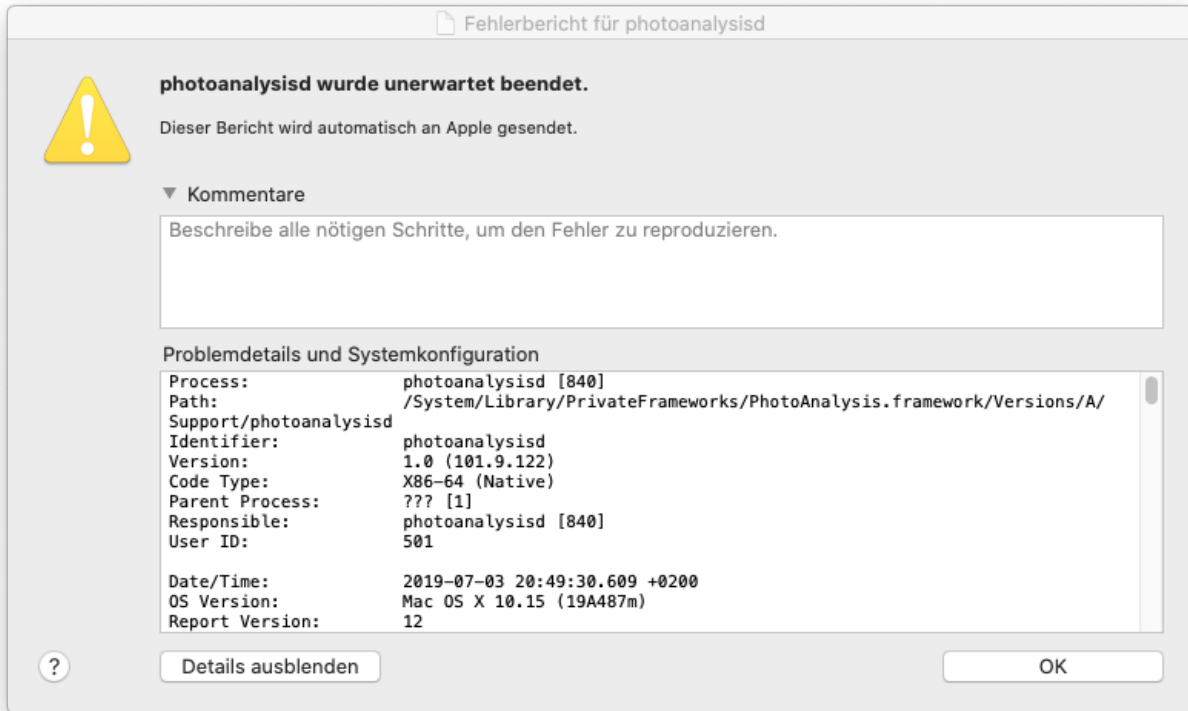 Fehlerbericht für photoanalysisd
photoanalysisd wurde unerwartet beendet.
Dieser Bericht wird automatisch an Apple gesendet.
Kommentare
Beschreibe alle nötigen Schritte, um den Fehler zu reproduzieren.
Problemdetails und Systemkonfiguration
Process: photoanalysisd [840]
Path: /System/Library/PrivateFrameworks/PhotoAnalysis.framework/Versions/A/
Support/photoanalysisd
Identifier: photoanalysisd
Version: 1.0 (101.9.122)
Code Type: X86-64 (Native)
Parent Process: ??? [1]
Responsible: photoanalysisd [840]
User ID: 501
Date/Time: 2019-07-03 20:49:30.609 +0200
OS Version: Mac OS X 10.15 (19A487m)
Report Version: 12
? Details ausblenden OK